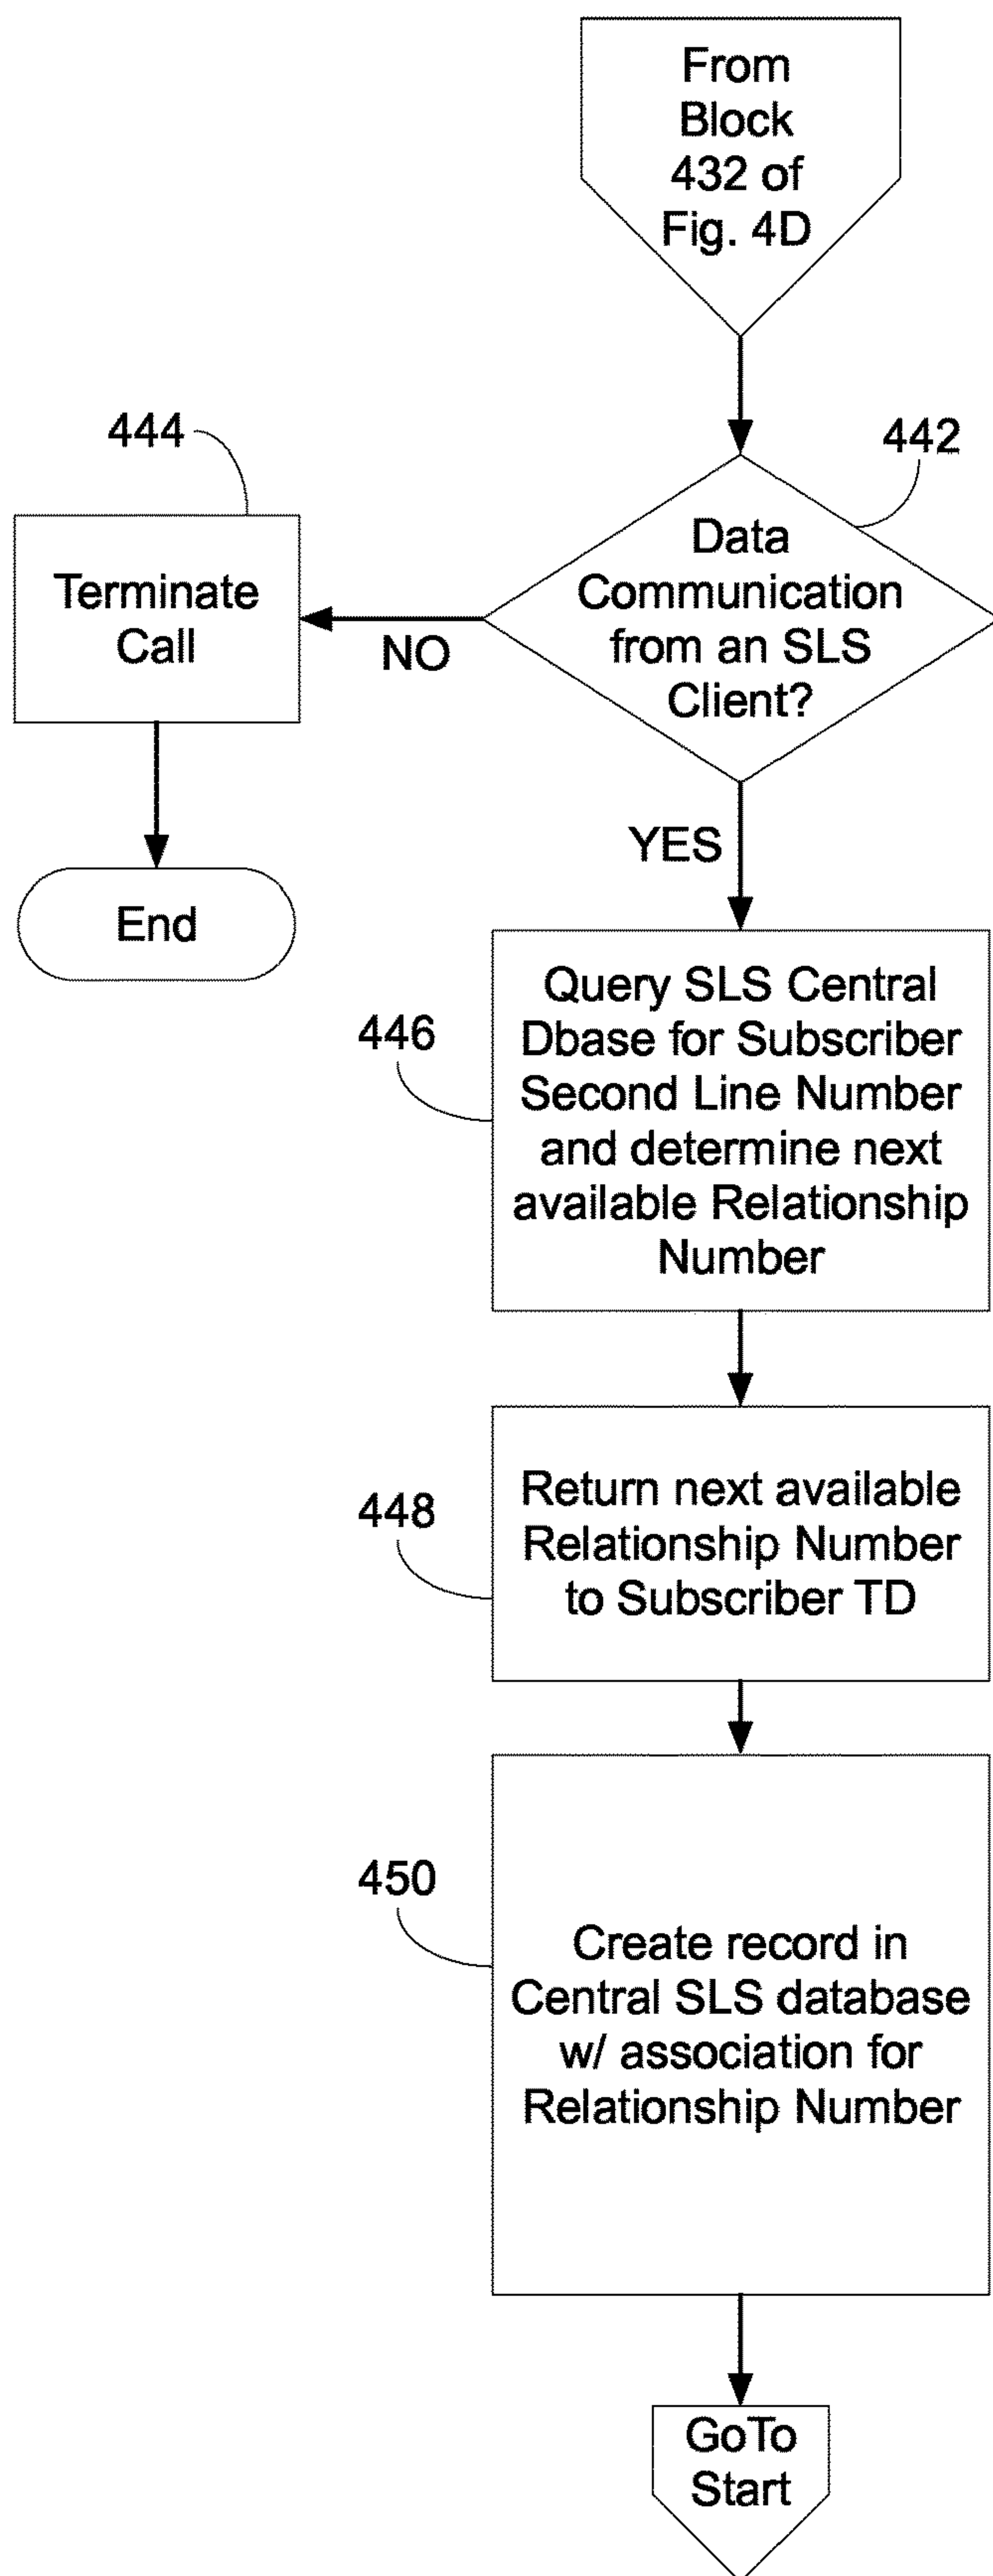 From
Block
432 of
Fig. 4D
444
442
Data
Communication
from an SLS
Client?
Terminate
Call
NO
YES
End
446
Query SLS Central
Dbase for Subscriber
Second Line Number
and determine next
available Relationship
Number
448
Return next available
Relationship Number
to Subscriber TD
450
Create record in
Central SLS database
w/ association for
Relationship Number
GoTo
Start